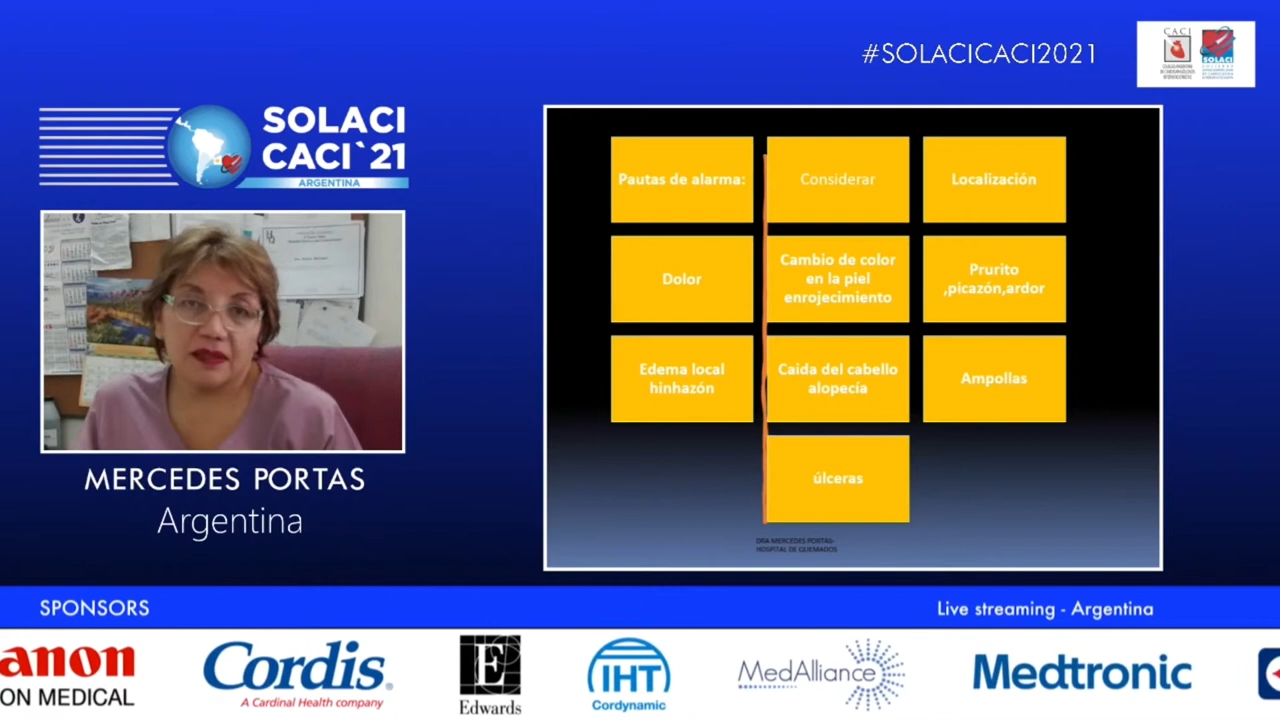 #SOLACICACI2021
CACI
SOLACI
SOLACI
CACI`21
ARGENTINA
MERCEDES PORTAS
Argentina
Pautas de alarma:
Considerar
Localización
Dolor
Cambio de color
en la piel
enrojecimiento
Prurito
,picazón,ardor
Edema local
hinhazón
Caida del cabello
alopecía
Ampollas
úlceras
DRA MERCEDES PORTAS-
HOSPITAL DE QUEMADOS
SPONSORS
Live streaming - Argentina
anon
ON MEDICAL
Cordis®
A Cardinal Health company
E
Edwards
IHT
Cordynamic
MedAlliance
Medtronic